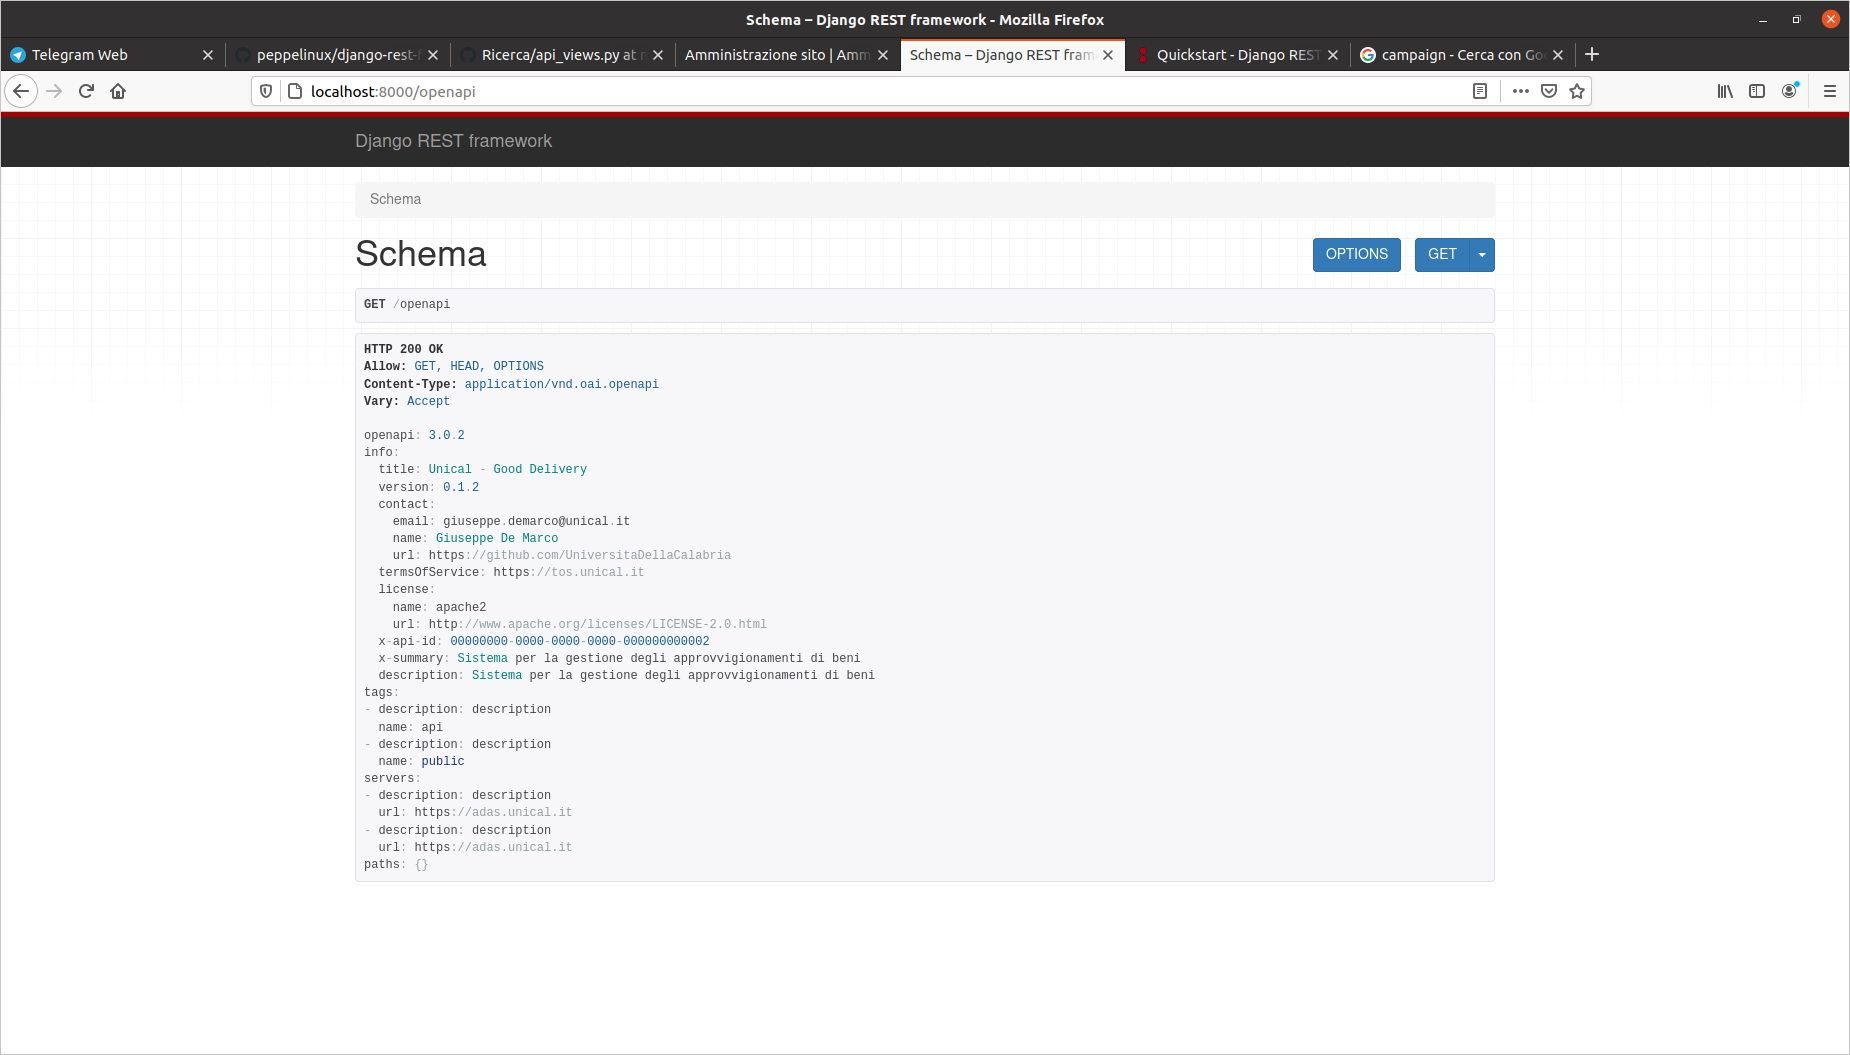 Schema – Django REST framework - Mozilla Firefox
Telegram Web
peppelinux/django-rest-
Ricerca/api_views.py at
Amministrazione sito | Amm
Schema – Django REST fram
Quickstart - Django REST
campaign - Cerca con Go
localhost:8000/openapi
Django REST framework
Schema
Schema
OPTIONS
GET
GET /openapi
HTTP 200 OK
Allow: GET, HEAD, OPTIONS
Content-Type: application/vnd.oai.openapi
Vary: Accept
openapi: 3.0.2
info:
title: Unical - Good Delivery
version: 0.1.2
contact:
email: giuseppe.demarco@unical.it
name: Giuseppe De Marco
url: https://github.com/UniversitaDellaCalabria
termsOfService: https://tos.unical.it
license:
name: apache2
url: http://www.apache.org/licenses/LICENSE-2.0.html
x-api-id: 00000000-0000-0000-0000-000000000002
x-summary: Sistema per la gestione degli approvvigionamenti di beni
description: Sistema per la gestione degli approvvigionamenti di beni
tags:
- description: description
name: api
- description: description
name: public
servers:
- description: description
url: https://adas.unical.it
- description: description
url: https://adas.unical.it
paths: {}